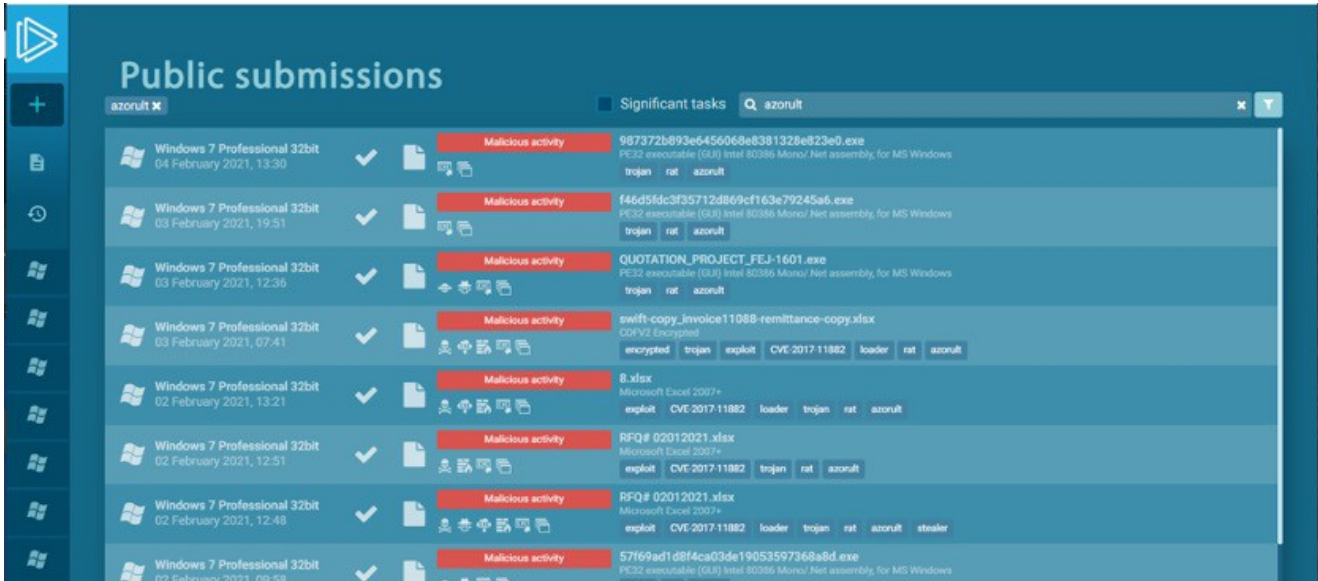 Public submissions
azorult ×
Significant tasks
azorult ×
Windows 7 Professional 32bit
04 February 2021, 13:30
Malicious activity
987372b893e6456068e8381328e823e0.exe
PE32 executable (GUI) Intel 80386 Mono/.Net assembly, for MS Windows
trojan rat azorult
Windows 7 Professional 32bit
03 February 2021, 19:51
Malicious activity
f46d5fdc3f35712d869cf163e79245a6.exe
PE32 executable (GUI) Intel 80386 Mono/.Net assembly, for MS Windows
trojan rat azorult
Windows 7 Professional 32bit
03 February 2021, 12:36
Malicious activity
QUOTATION_PROJECT_FEJ-1601.exe
PE32 executable (GUI) Intel 80386 Mono/.Net assembly, for MS Windows
trojan rat azorult
Windows 7 Professional 32bit
03 February 2021, 07:41
Malicious activity
swift-copy_invoice11088-remittance-copy.xlsx
CDFV2 Encrypted
encrypted trojan exploit CVE-2017-11882 loader rat azorult
Windows 7 Professional 32bit
02 February 2021, 13:21
Malicious activity
8.xlsx
Microsoft Excel 2007+
exploit CVE-2017-11882 loader trojan rat azorult
Windows 7 Professional 32bit
02 February 2021, 12:51
Malicious activity
RFQ# 02012021.xlsx
Microsoft Excel 2007+
exploit CVE-2017-11882 trojan rat azorult
Windows 7 Professional 32bit
02 February 2021, 12:48
Malicious activity
RFQ# 02012021.xlsx
Microsoft Excel 2007+
exploit CVE-2017-11882 loader trojan rat azorult stealer
Windows 7 Professional 32bit
02 February 2021, 09:58
Malicious activity
57f69ad1d8f4ca03de19053597368a8d.exe
PE32 executable (GUI) Intel 80386 Mono/.Net assembly, for MS Windows